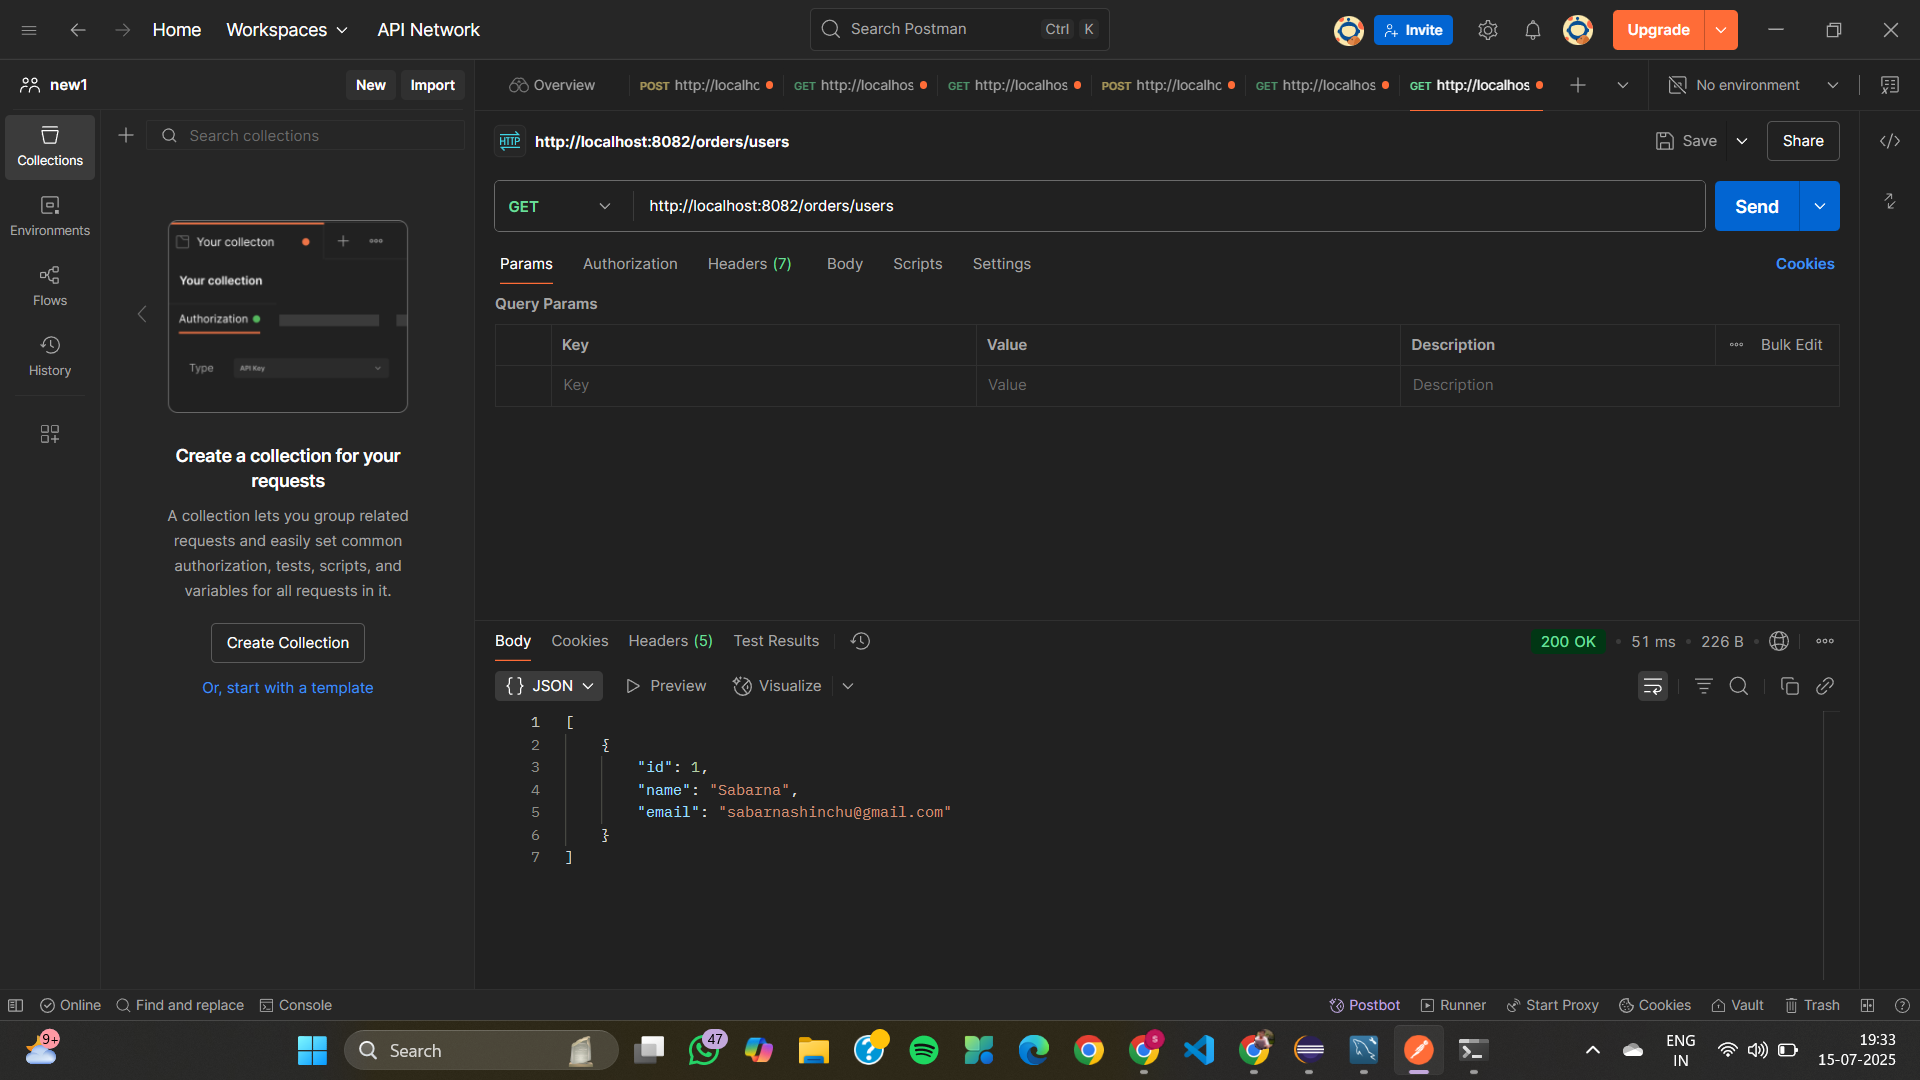 Home
Workspaces
API Network
Search Postman
Ctrl
K
Invite
Upgrade
new1
New
Import
Overview
POST http://localhc
GET http://localhos
GET http://localhos
POST http://localhc
GET http://localhos
GET http://localhos
No environment
Search collections
Collections
Environments
Flows
History
Your collecton
Your collection
Authorization
Type
API Key
Create a collection for your
requests
A collection lets you group related
requests and easily set common
authorization, tests, scripts, and
variables for all requests in it.
Create Collection
Or, start with a template
HTTP
http://localhost:8082/orders/users
Save
Share
GET
http://localhost:8082/orders/users
Send
Params
Authorization
Headers (7)
Body
Scripts
Settings
Cookies
Query Params
Key
Value
Description
Bulk Edit
Key
Value
Description
Body
Cookies
Headers (5)
Test Results
200 OK
51 ms
226 B
{} JSON
Preview
Visualize
1 [
2 {
3 "id": 1,
4 "name": "Sabarna",
5 "email": "sabarnashinchu@gmail.com"
6 }
7 ]
Online
Find and replace
Console
Postbot
Runner
Start Proxy
Cookies
Vault
Trash
9+
Search
47
S
ENG
IN
19:33
15-07-2025